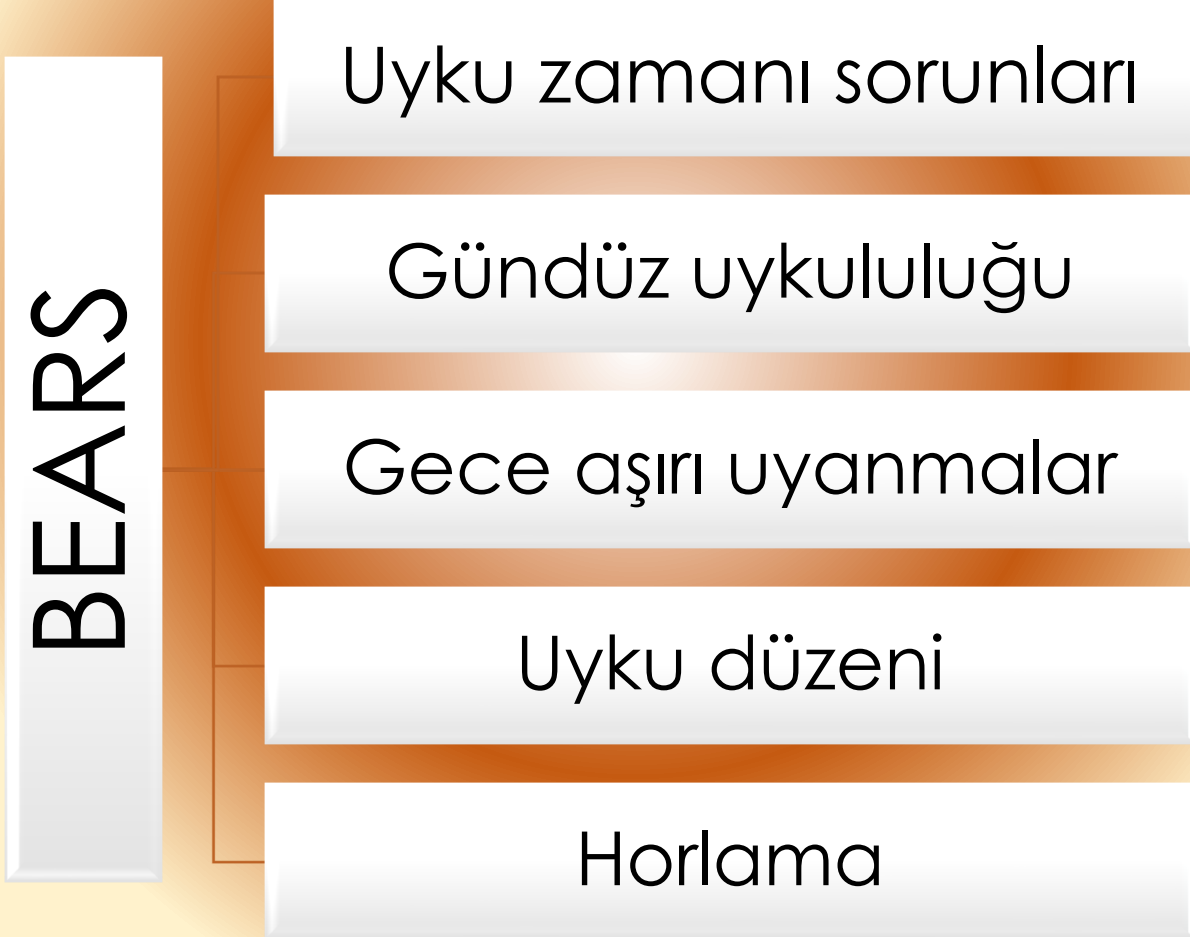 BEARS
Uyku zamanı sorunları
Gündüz uykululuğu
Gece aşırı uyanmalar
Uyku düzeni
Horlama